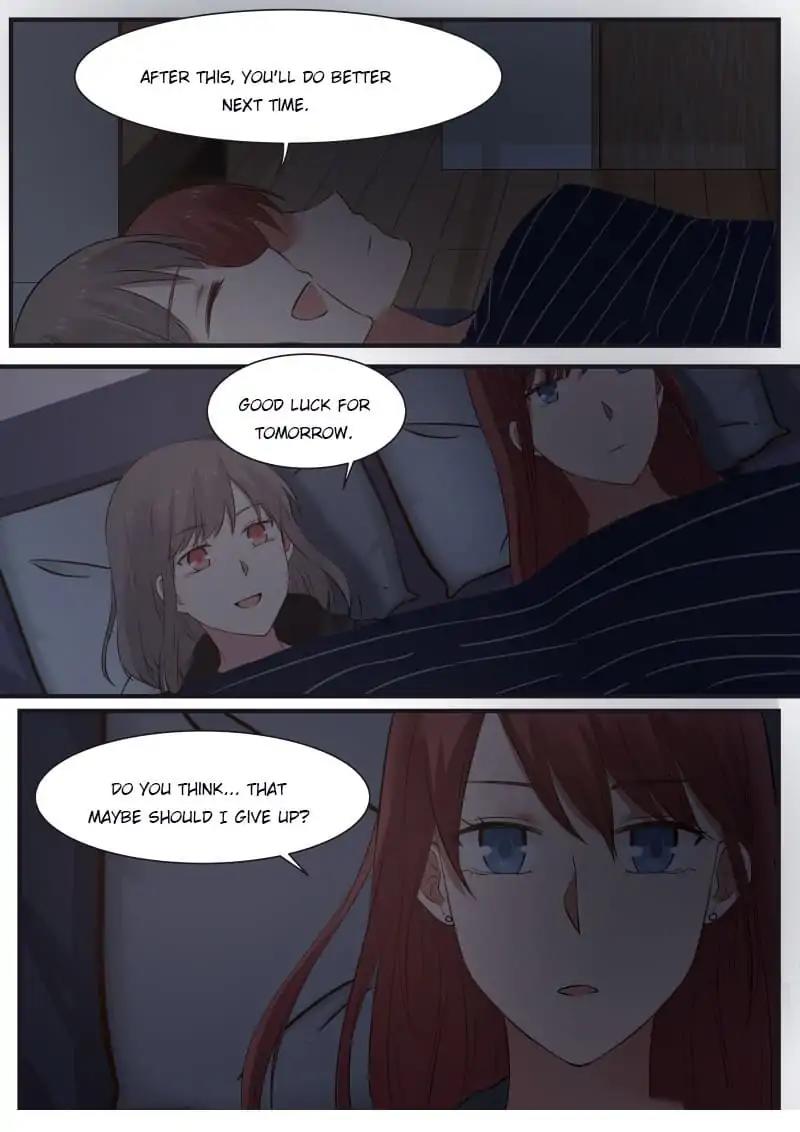 AFTER THIS, YOU'LL DO BETTER
NEXT TIME.
GOOD LUCK FOR
TOMORROW.
DO YOU THINK... THAT
MAYBE SHOULD I GIVE UP?